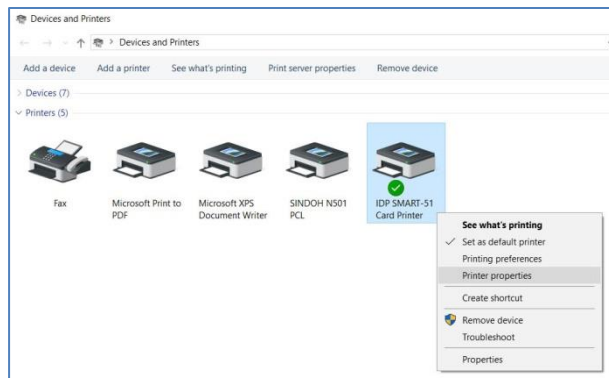 Devices and Printers
Devices and Printers
Add a device Add a printer See what's printing Print server properties Remove device
Devices (7)
Printers (5)
Fax
Microsoft Print to
PDF
Microsoft XPS
Document Writer
SINDOH N501
PCL
IDP SMART-51
Card Printer
See what's printing
Set as default printer
Printing preferences
Printer properties
Create shortcut
Remove device
Troubleshoot
Properties